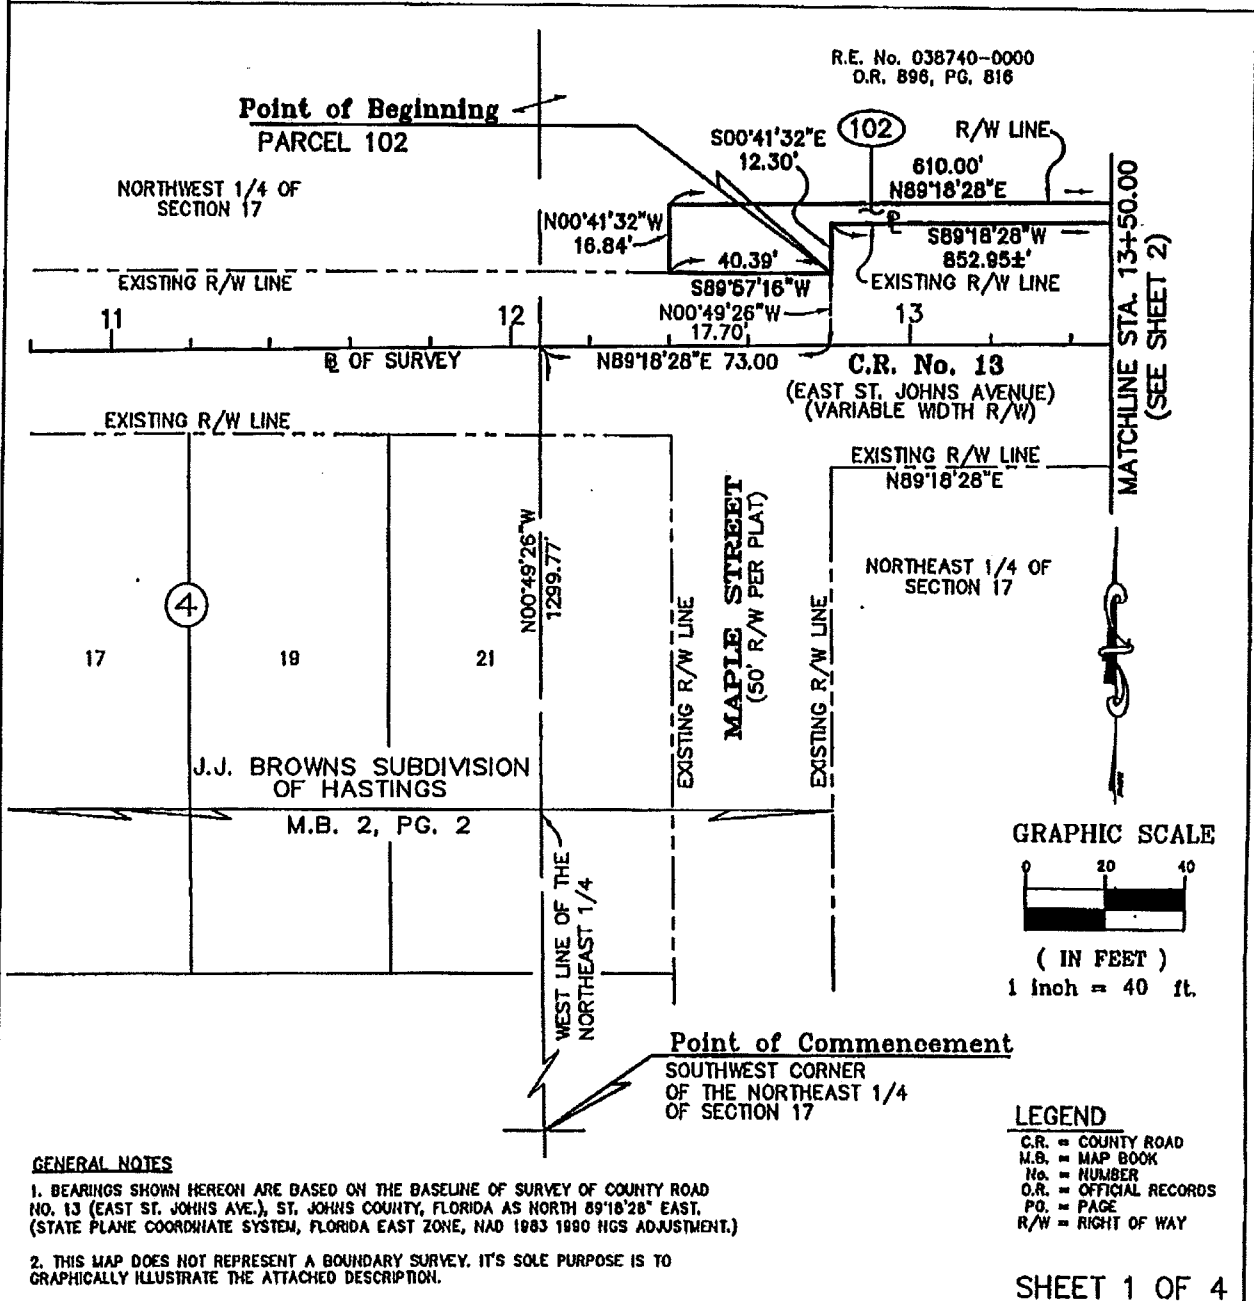 R.E. No. 038740-0000
O.R. 896, PG. 816
Point of Beginning
PARCEL 102
S00°41'32"E
12.30'
102
R/W LINE
610.00'
N89°18'28"E
NORTHWEST 1/4 OF
SECTION 17
N00°41'32"W
16.84'
S89°18'28"W
852.95±'
40.39'
S89°57'16"W
EXISTING R/W LINE
EXISTING R/W LINE
N00°49'26"W
17.70'
11
12
13
℄ OF SURVEY
N89°18'28"E 73.00
C.R. No. 13
(EAST ST. JOHNS AVENUE)
(VARIABLE WIDTH R/W)
MATCHLINE STA. 13+50.00
(SEE SHEET 2)
EXISTING R/W LINE
EXISTING R/W LINE
N89°18'28"E
N00°49'26"W
1299.77'
MAPLE STREET
(50' R/W PER PLAT)
EXISTING R/W LINE
EXISTING R/W LINE
NORTHEAST 1/4 OF
SECTION 17
4
17
19
21
J.J. BROWNS SUBDIVISION
OF HASTINGS
M.B. 2, PG. 2
WEST LINE OF THE
NORTHEAST 1/4
GRAPHIC SCALE
0 20 40
( IN FEET )
1 inch = 40 ft.
Point of Commencement
SOUTHWEST CORNER
OF THE NORTHEAST 1/4
OF SECTION 17
LEGEND
C.R. = COUNTY ROAD
M.B. = MAP BOOK
No. = NUMBER
O.R. = OFFICIAL RECORDS
PG. = PAGE
R/W = RIGHT OF WAY
GENERAL NOTES
1. BEARINGS SHOWN HEREON ARE BASED ON THE BASELINE OF SURVEY OF COUNTY ROAD
NO. 13 (EAST ST. JOHNS AVE.), ST. JOHNS COUNTY, FLORIDA AS NORTH 89°18'28" EAST.
(STATE PLANE COORDINATE SYSTEM, FLORIDA EAST ZONE, NAD 1983 1990 NGS ADJUSTMENT.)
2. THIS MAP DOES NOT REPRESENT A BOUNDARY SURVEY. IT'S SOLE PURPOSE IS TO
GRAPHICALLY ILLUSTRATE THE ATTACHED DESCRIPTION.
SHEET 1 OF 4